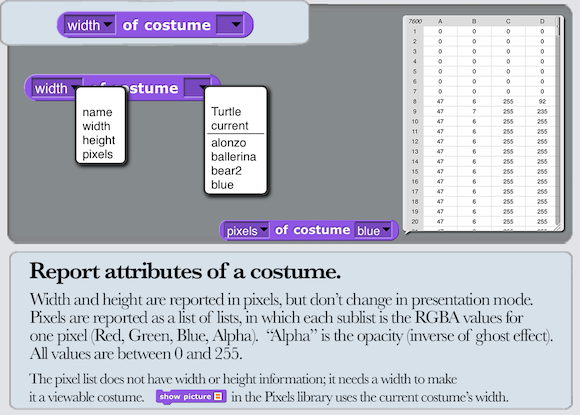 width of costume
width ostume
name
width
height
pixels
Turtle
current
alonzo
ballerina
bear2
blue
pixels of costume blue
7600 A B C D
1 0 0 0 0
2 0 0 0 0
3 0 0 0 0
4 0 0 0 0
5 0 0 0 0
6 0 0 0 0
7 0 0 0 0
8 47 6 255 92
9 47 7 255 235
10 47 6 255 255
11 47 6 255 255
12 47 6 255 255
13 47 6 255 255
14 47 6 255 255
15 47 6 255 255
16 47 6 255 255
17 47 6 255 255
18 47 6 255 255
19 47 6 255 255
20 47 6 255 255
Report attributes of a costume.
Width and height are reported in pixels, but don’t change in presentation mode.
Pixels are reported as a list of lists, in which each sublist is the RGBA values for
one pixel (Red, Green, Blue, Alpha). “Alpha” is the opacity (inverse of ghost effect).
All values are between 0 and 255.
The pixel list does not have width or height information; it needs a width to make
it a viewable costume. show picture in the Pixels library uses the current costume’s width.